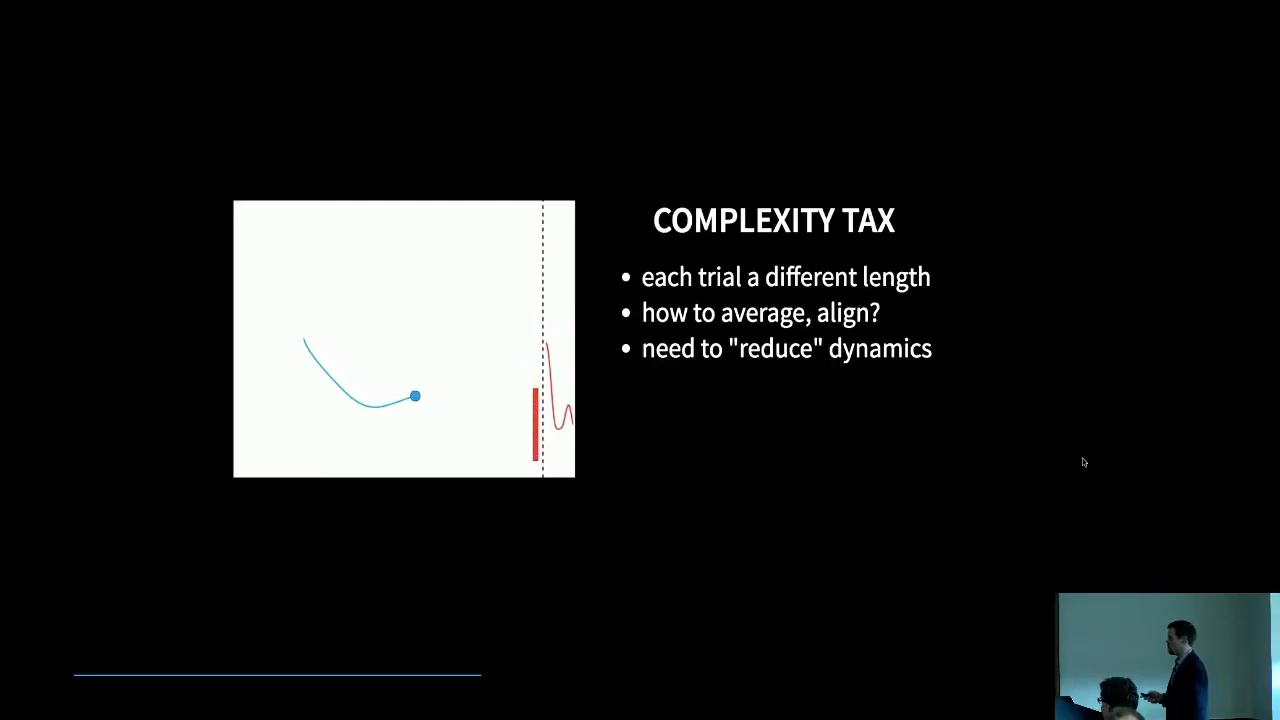 COMPLEXITY TAX
• each trial a different length
• how to average, align?
• need to "reduce" dynamics